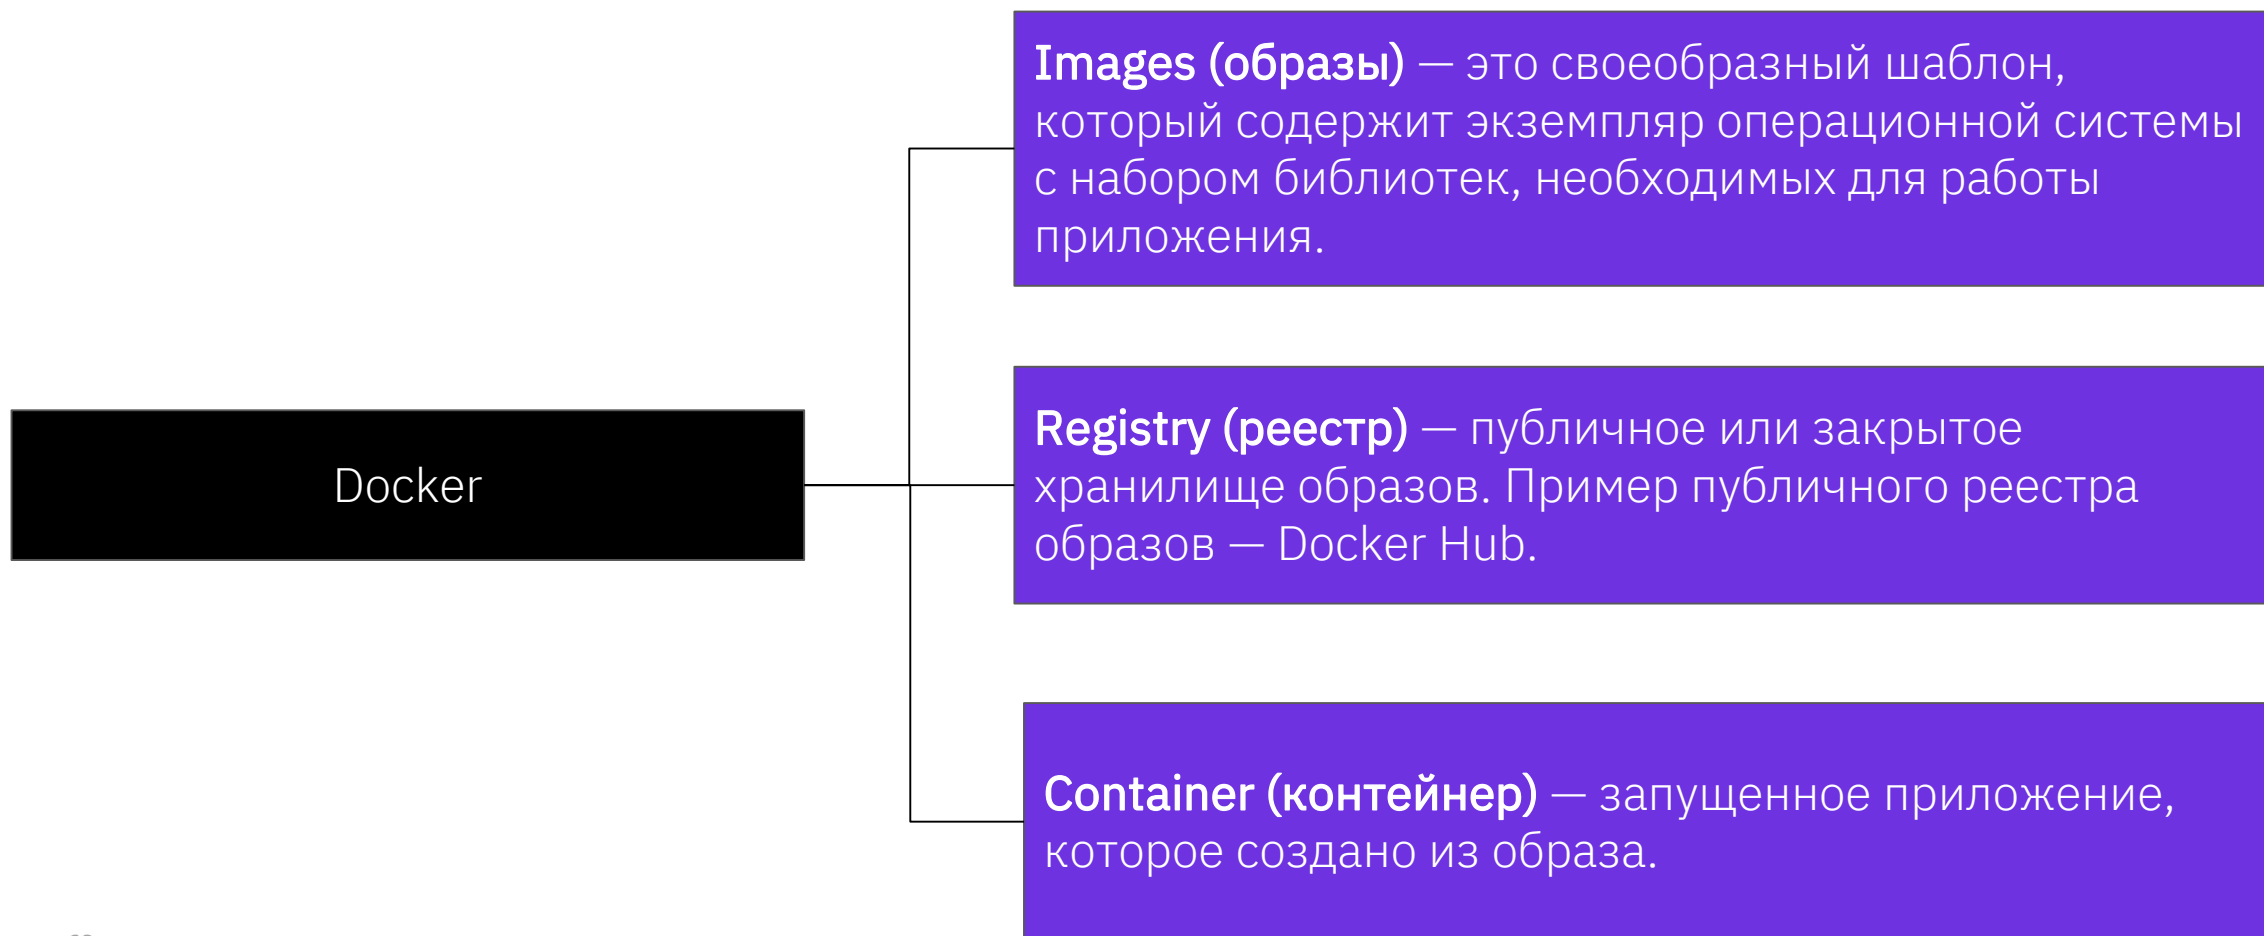 Images (образы) — это своеобразный шаблон,
который содержит экземпляр операционной системы
с набором библиотек, необходимых для работы
приложения.
Docker
Registry (реестр) — публичное или закрытое
хранилище образов. Пример публичного реестра
образов — Docker Hub.
Container (контейнер) — запущенное приложение,
которое создано из образа.